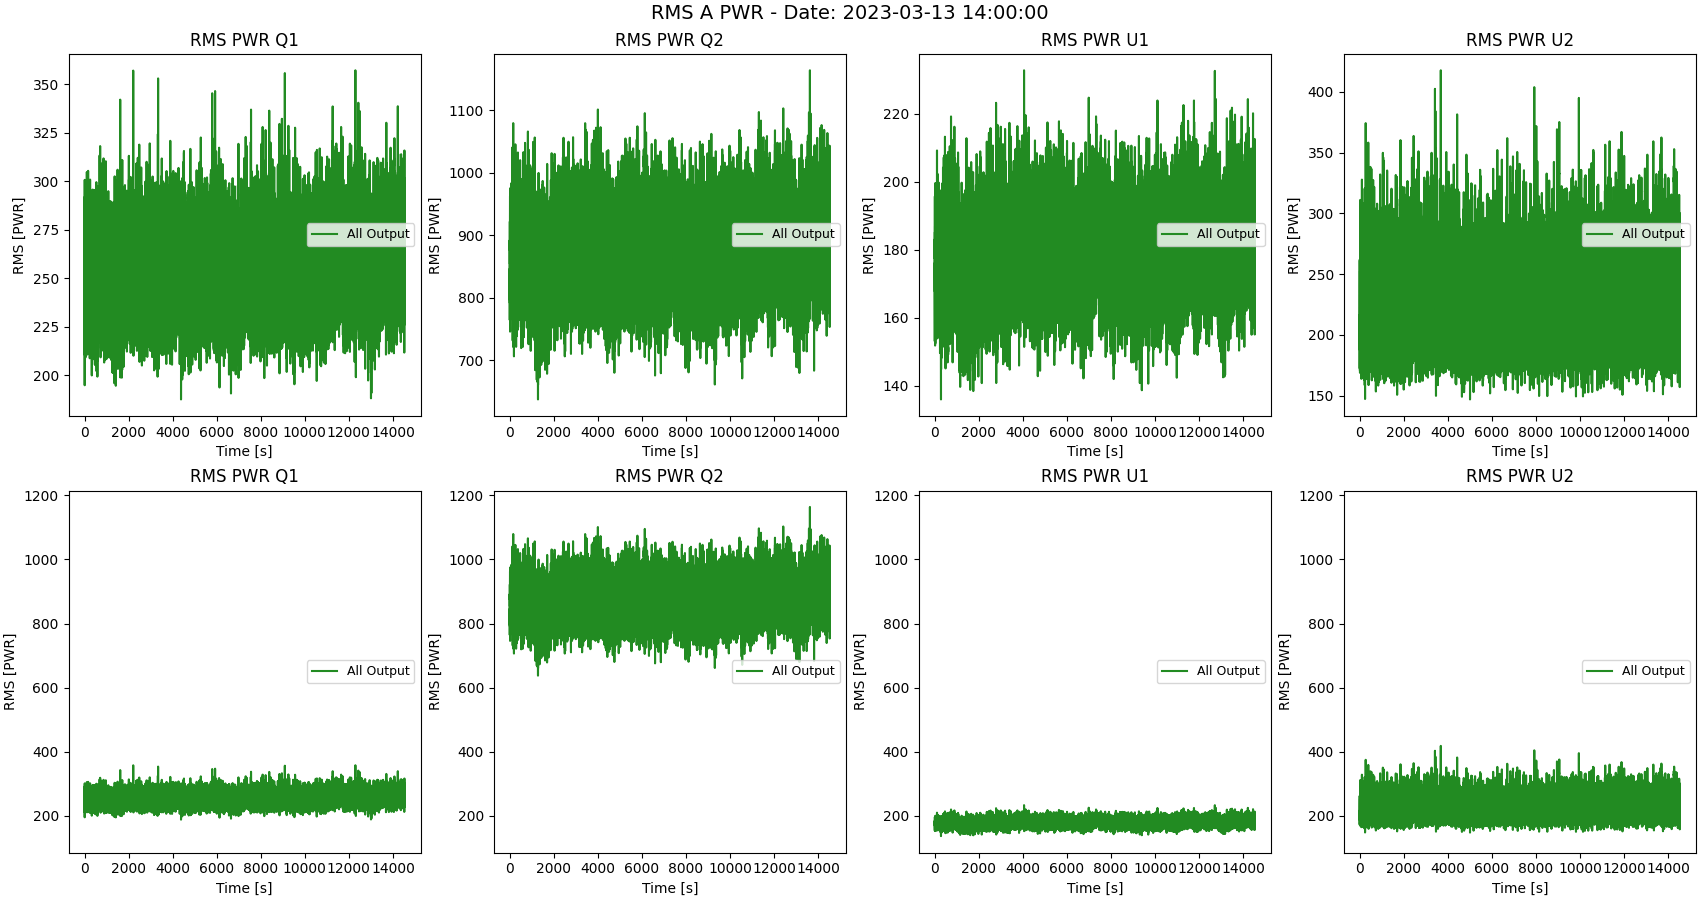 RMS A PWR - Date: 2023-03-13 14:00:00
RMS PWR Q1
RMS [PWR]
350
325
300
275
250
225
200
All Output
0 2000 4000 6000 8000 10000 12000 14000
Time [s]
RMS PWR Q2
RMS [PWR]
1100
1000
900
800
700
All Output
0 2000 4000 6000 8000 10000 12000 14000
Time [s]
RMS PWR U1
RMS [PWR]
220
200
180
160
140
All Output
0 2000 4000 6000 8000 10000 12000 14000
Time [s]
RMS PWR U2
RMS [PWR]
400
350
300
250
200
150
All Output
0 2000 4000 6000 8000 10000 12000 14000
Time [s]
RMS PWR Q1
RMS [PWR]
1200
1000
800
600
400
200
All Output
0 2000 4000 6000 8000 10000 12000 14000
Time [s]
RMS PWR Q2
RMS [PWR]
1200
1000
800
600
400
200
All Output
0 2000 4000 6000 8000 10000 12000 14000
Time [s]
RMS PWR U1
RMS [PWR]
1200
1000
800
600
400
200
All Output
0 2000 4000 6000 8000 10000 12000 14000
Time [s]
RMS PWR U2
RMS [PWR]
1200
1000
800
600
400
200
All Output
0 2000 4000 6000 8000 10000 12000 14000
Time [s]